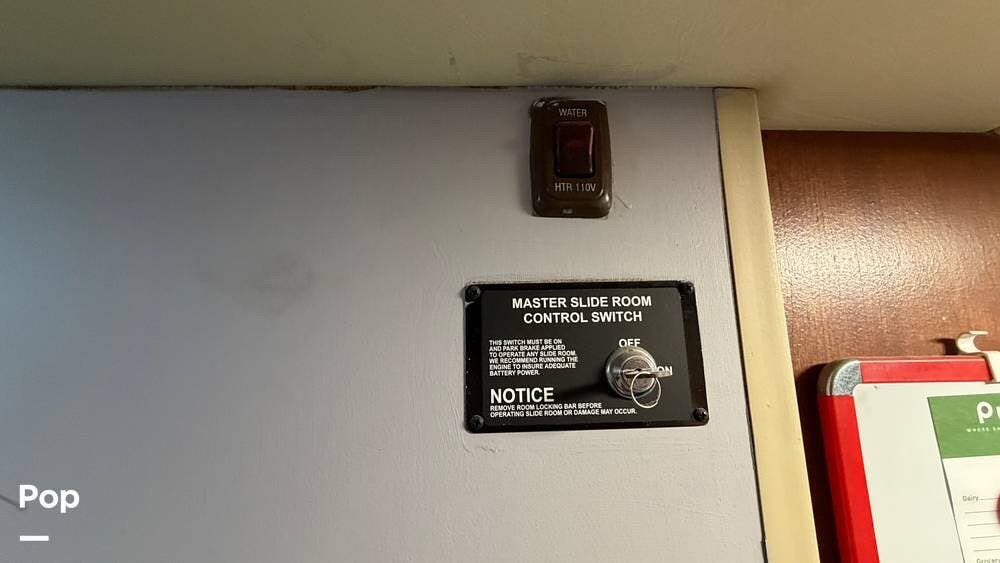 WATER
HTR 110V
MASTER SLIDE ROOM
CONTROL SWITCH
THIS SWITCH MUST BE ON
AND PARK BRAKE APPLIED
TO OPERATE ANY SLIDE ROOM.
WE RECOMMEND RUNNING THE
ENGINE TO INSURE ADEQUATE
BATTERY POWER.
OFF
ON
NOTICE
REMOVE ROOM LOCKING BAR BEFORE
OPERATING SLIDE ROOM OR DAMAGE MAY OCCUR.
Dairy
Pop